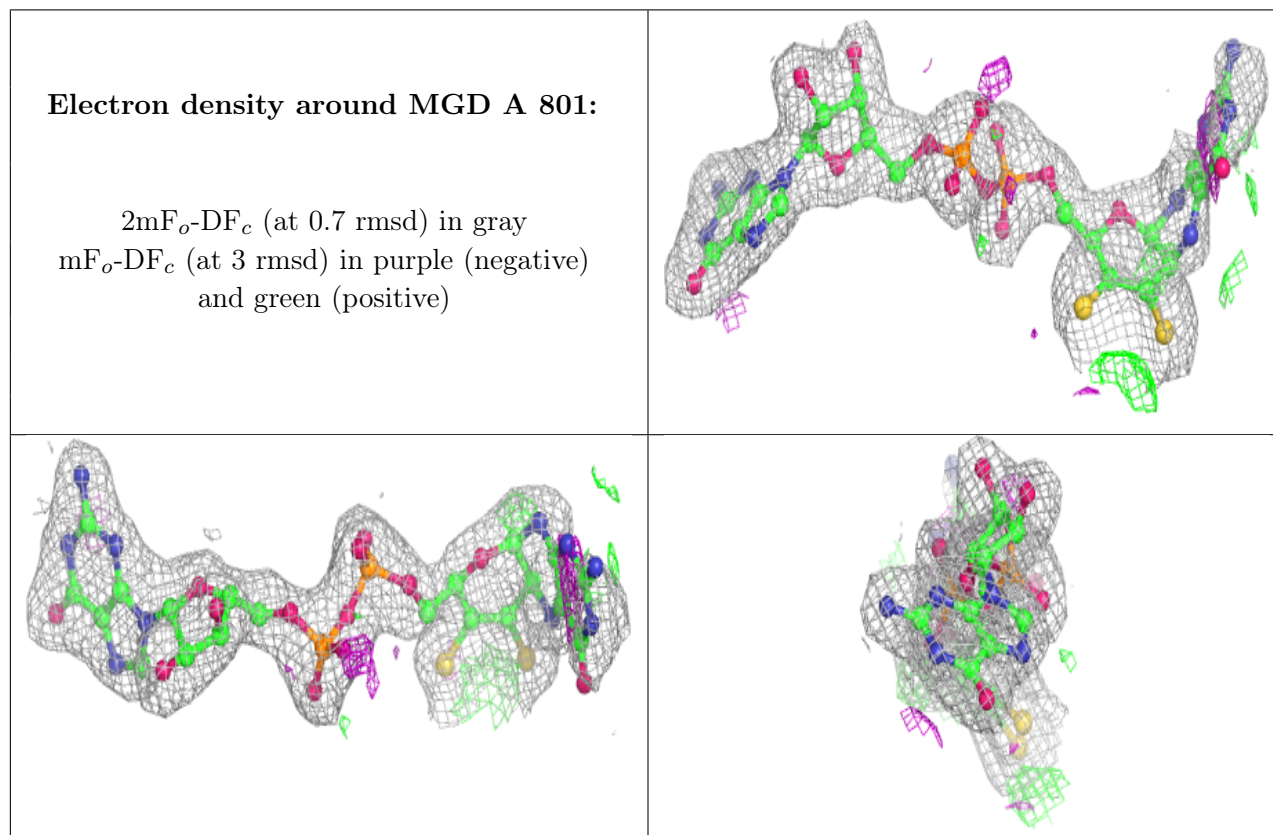 Electron density around MGD A 801:
2mFo-DFc (at 0.7 rmsd) in gray
mFo-DFc (at 3 rmsd) in purple (negative)
and green (positive)